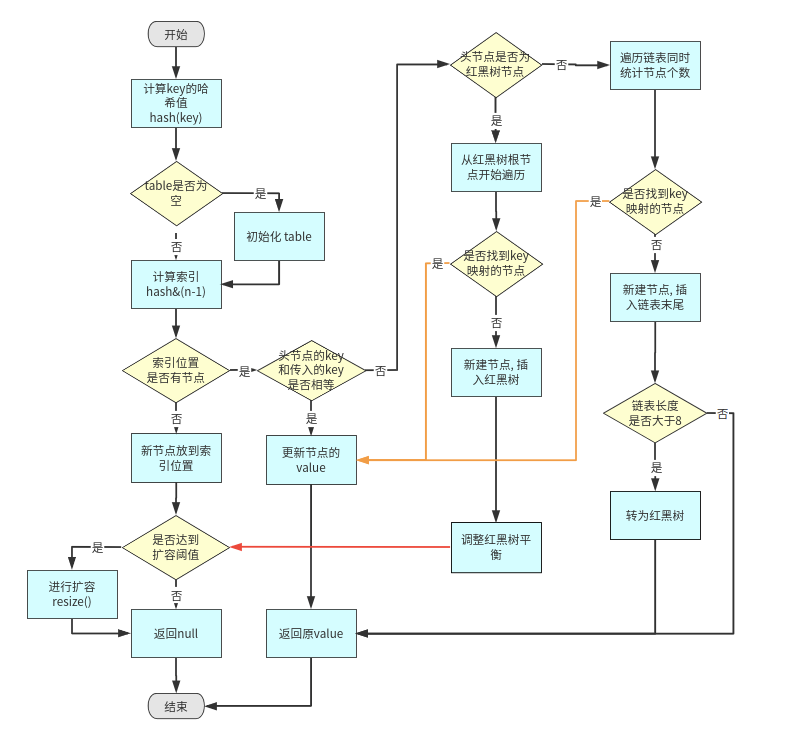 开始
计算key的哈
希值
hash(key)
table是否为
空
是
初始化 table
否
计算索引
hash&(n-1)
索引位置
是否有节点
是
头节点的key
和传入的key
是否相等
否
否
新节点放到索
引位置
是
更新节点的
value
是否达到
扩容阈值
是
进行扩容
resize()
否
返回null
返回原value
结束
头节点是否为
红黑树节点
否
是
从红黑树根节
点开始遍历
是否找到key
映射的节点
是
否
新建节点, 插
入红黑树
调整红黑树平
衡
遍历链表同时
统计节点个数
是否找到key
映射的节点
是
否
新建节点, 插
入链表末尾
链表长度
是否大于8
否
是
转为红黑树